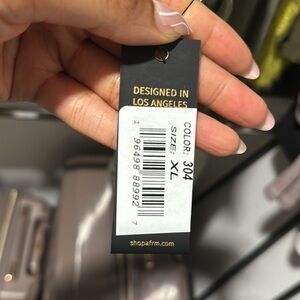 DESIGNED IN
LOS ANGELES
COLOR: 304
SIZE: XL
1 96498 88992 7
shopafrm.com